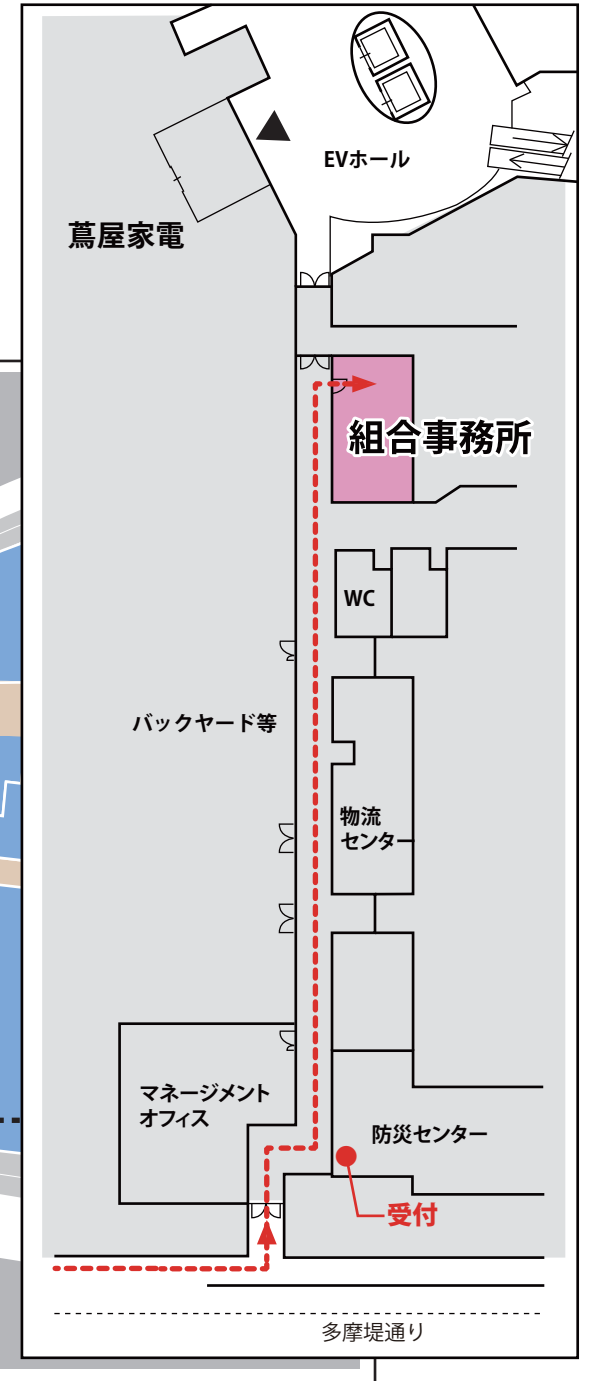 EVホール
蔦屋家電
組合事務所
WC
バックヤード等
物流
センター
マネージメント
オフィス
防災センター
受付
多摩堤通り